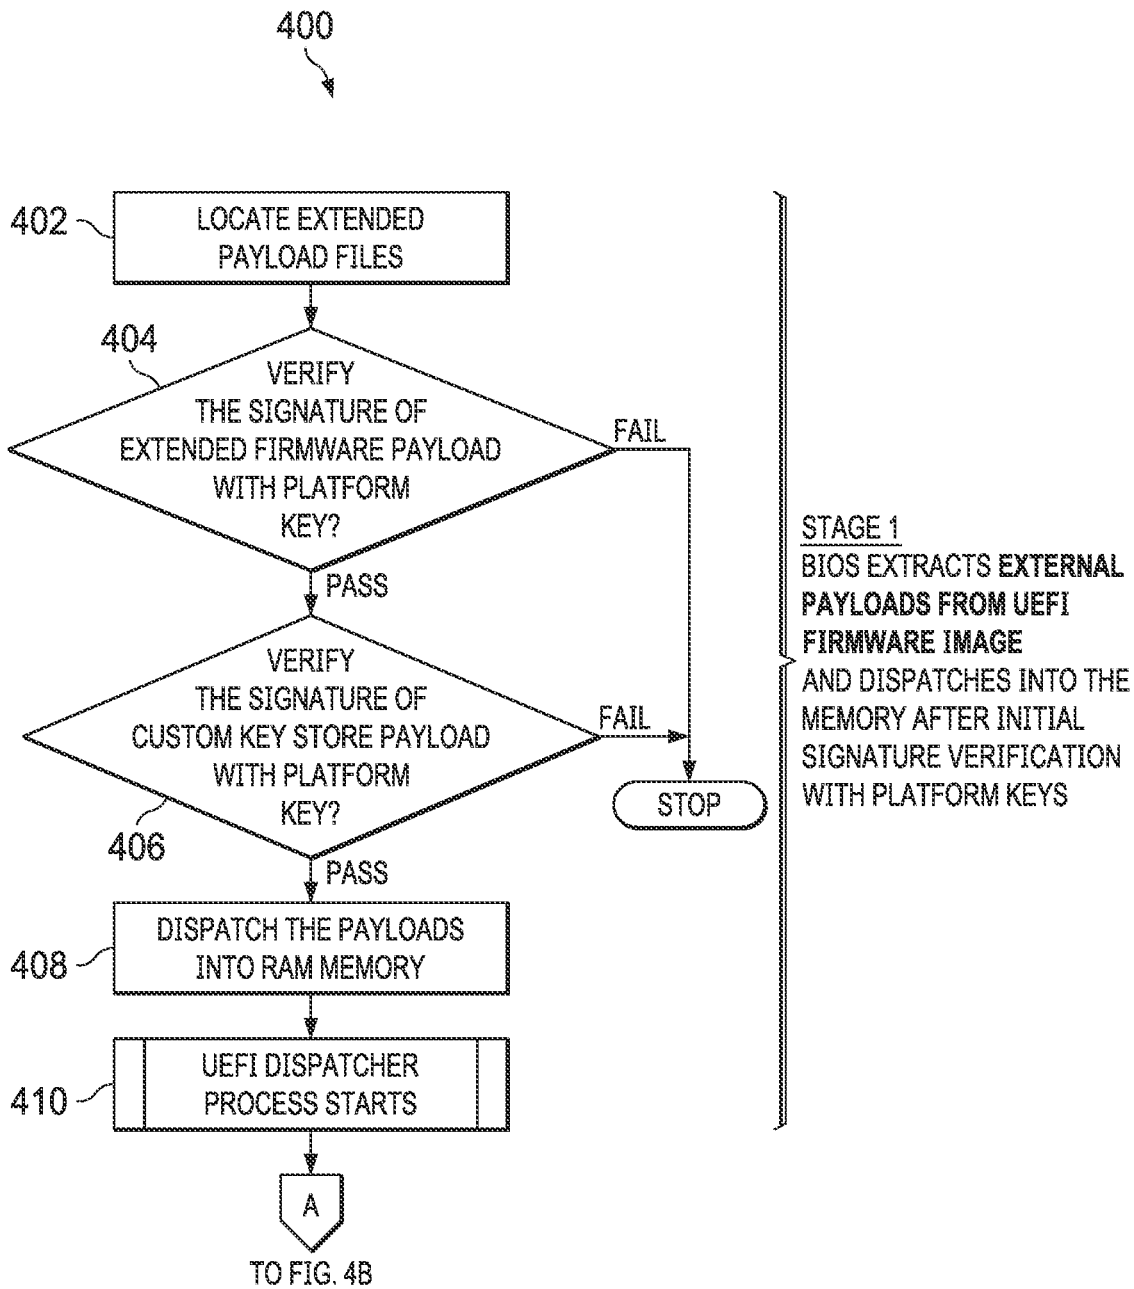 400
402
LOCATE EXTENDED
PAYLOAD FILES
404
VERIFY
THE SIGNATURE OF
EXTENDED FIRMWARE PAYLOAD
WITH PLATFORM
KEY?
FAIL
PASS
VERIFY
THE SIGNATURE OF
CUSTOM KEY STORE PAYLOAD
WITH PLATFORM
KEY?
FAIL
STOP
406
PASS
408
DISPATCH THE PAYLOADS
INTO RAM MEMORY
410
UEFI DISPATCHER
PROCESS STARTS
A
TO FIG. 4B
STAGE 1
BIOS EXTRACTS EXTERNAL
PAYLOADS FROM UEFI
FIRMWARE IMAGE
AND DISPATCHES INTO THE
MEMORY AFTER INITIAL
SIGNATURE VERIFICATION
WITH PLATFORM KEYS